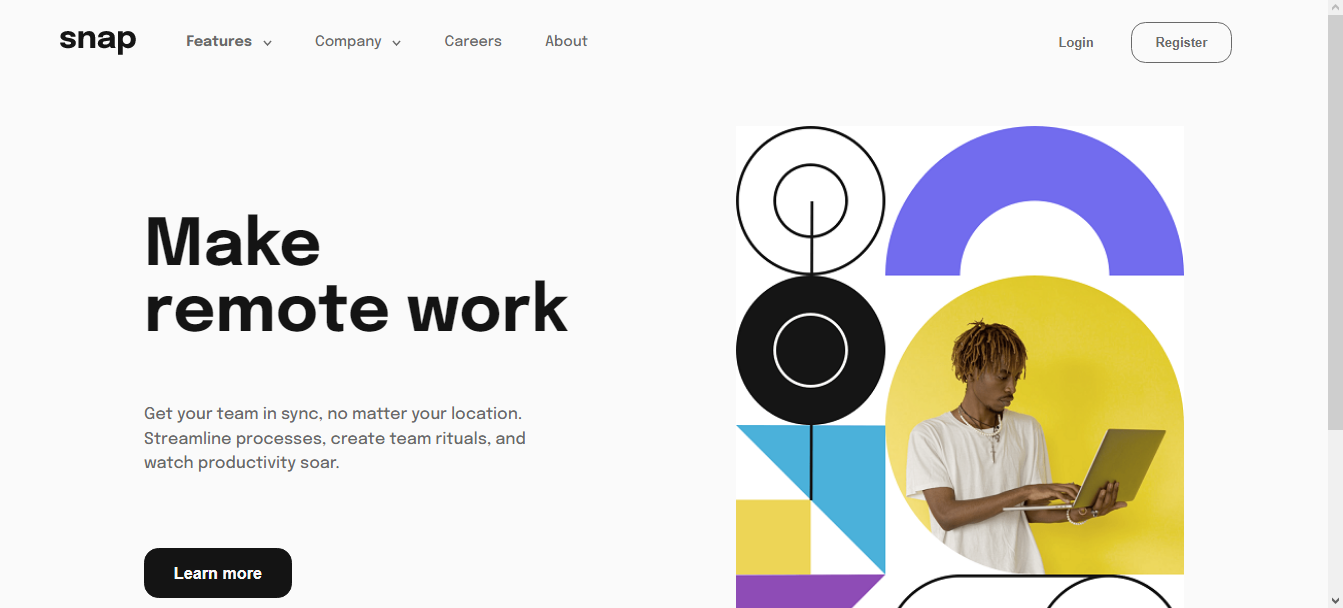 snap
Features
Company
Careers
About
Login
Register
Make
remote work
Get your team in sync, no matter your location.
Streamline processes, create team rituals, and
watch productivity soar.
Learn more